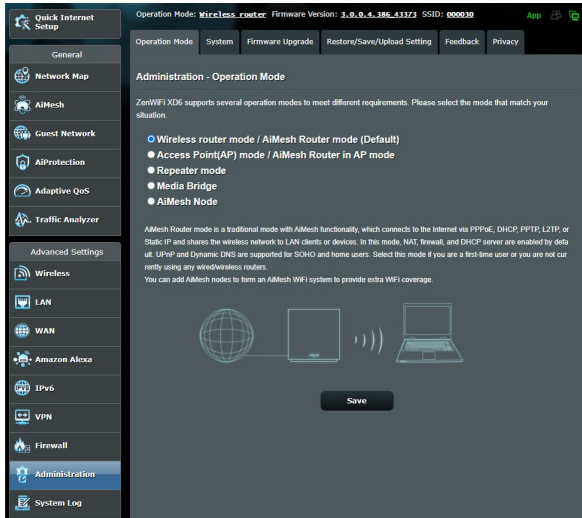 Quick Internet
Setup
Operation Mode: Wireless router Firmware Version: 3.0.0.4.386_43373 SSID: 000030
App
Operation Mode
System
Firmware Upgrade
Restore/Save/Upload Setting
Feedback
Privacy
General
Network Map
AiMesh
Guest Network
AiProtection
Adaptive QoS
Traffic Analyzer
Advanced Settings
Wireless
LAN
WAN
Amazon Alexa
IPv6
VPN
Firewall
Administration
System Log
Administration - Operation Mode
ZenWiFi XD6 supports several operation modes to meet different requirements. Please select the mode that match your
situation.
Wireless router mode / AiMesh Router mode (Default)
Access Point(AP) mode / AiMesh Router in AP mode
Repeater mode
Media Bridge
AiMesh Node
AiMesh Router mode is a traditional mode with AiMesh functionality, which connects to the Internet via PPPoE, DHCP, PPTP, L2TP, or
Static IP and shares the wireless network to LAN clients or devices. In this mode, NAT, firewall, and DHCP server are enabled by defa
ult. UPnP and Dynamic DNS are supported for SOHO and home users. Select this mode if you are a first-time user or you are not cur
rently using any wired/wireless routers.
You can add AiMesh nodes to form an AiMesh WiFi system to provide extra WiFi coverage.
Save